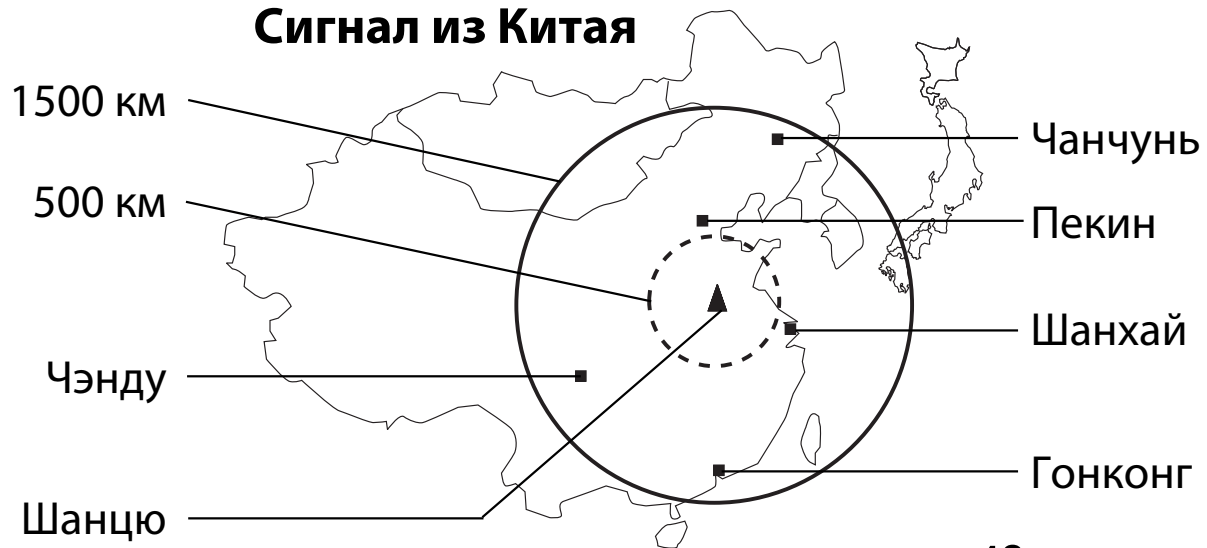 Сигнал из Китая
1500 км
500 км
Чэнду
Шанцю
Чанчунь
Пекин
Шанхай
Гонконг